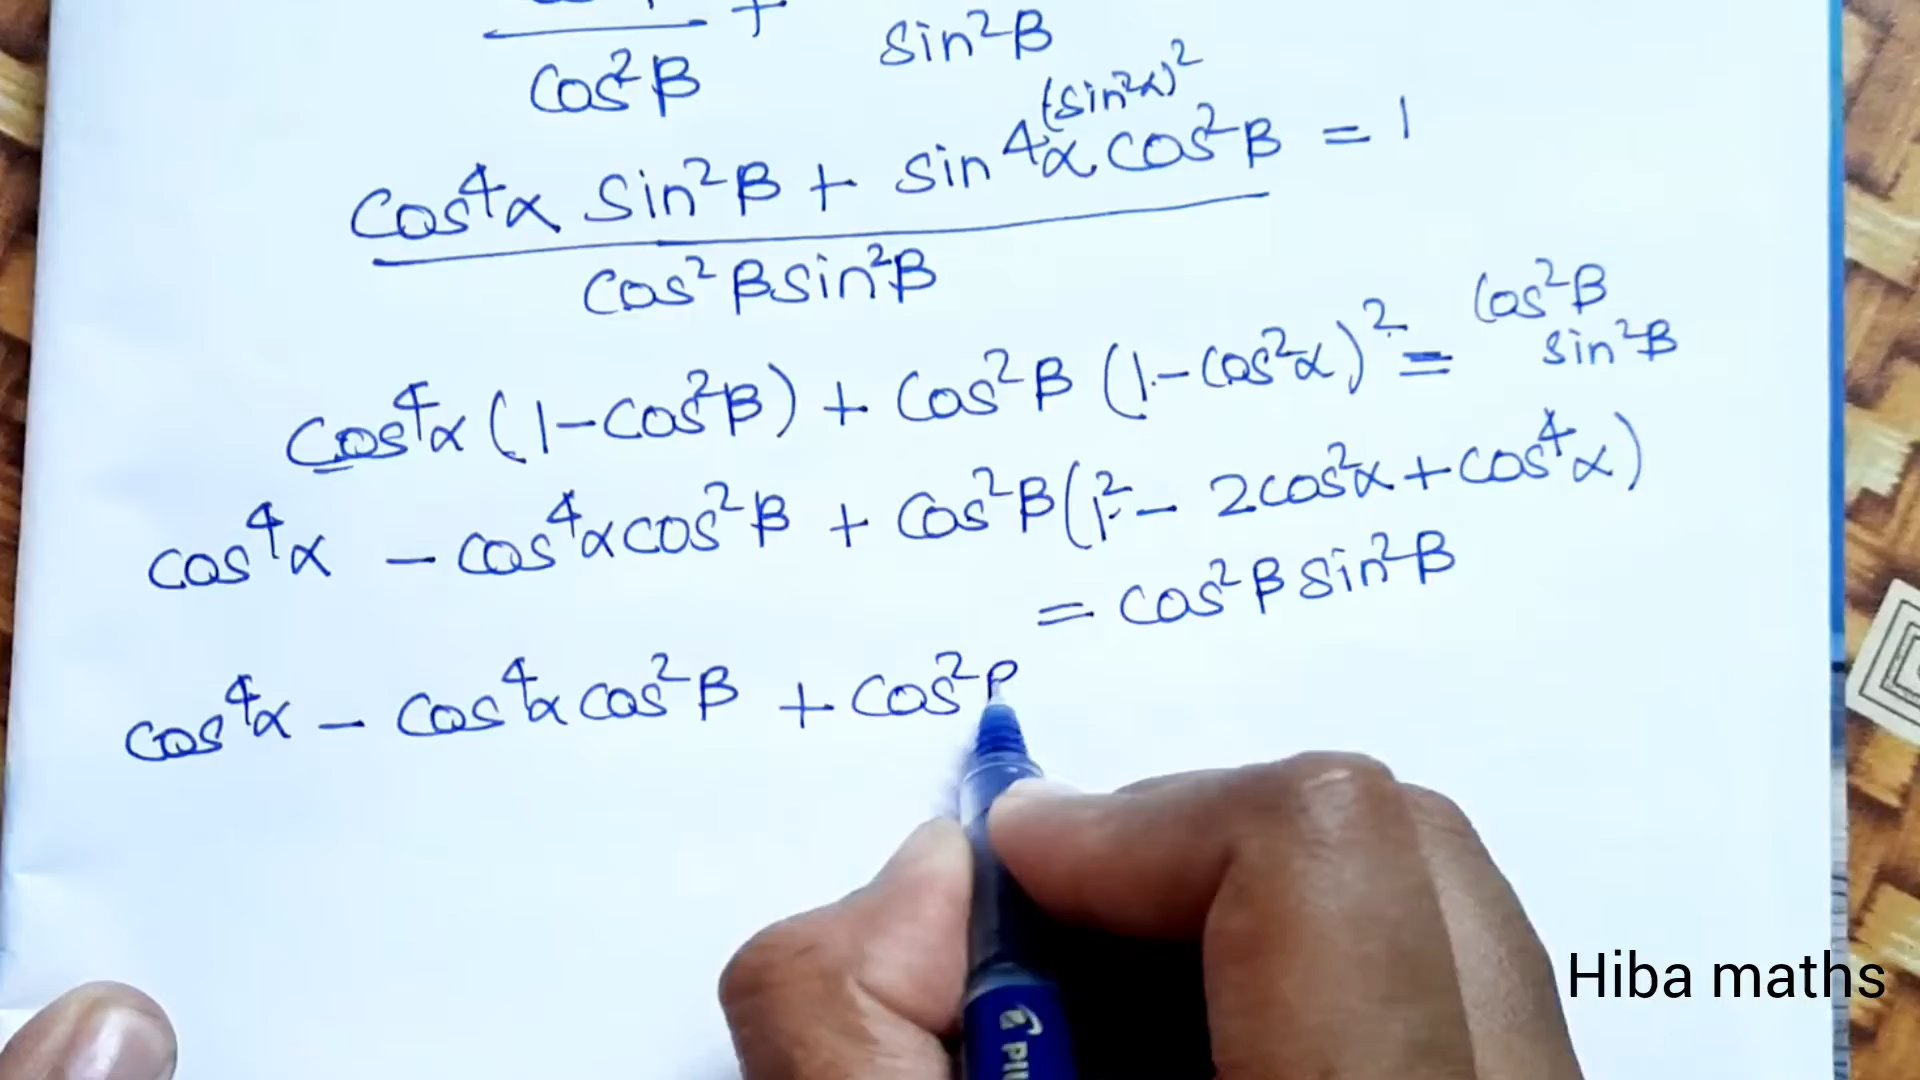 +
cos²β sin²β
(sin²α)²
cos⁴α sin²β + sin⁴α cos²β = 1
cos²β sin²β
cos⁴α (1 - cos²β) + cos²β (1 - cos²α)² = cos²β
sin²β
cos⁴α - cos⁴α cos²β + cos²β (1² - 2cos²α + cos⁴α)
= cos²β sin²β
cos⁴α - cos⁴α cos²β + cos²
Hiba maths